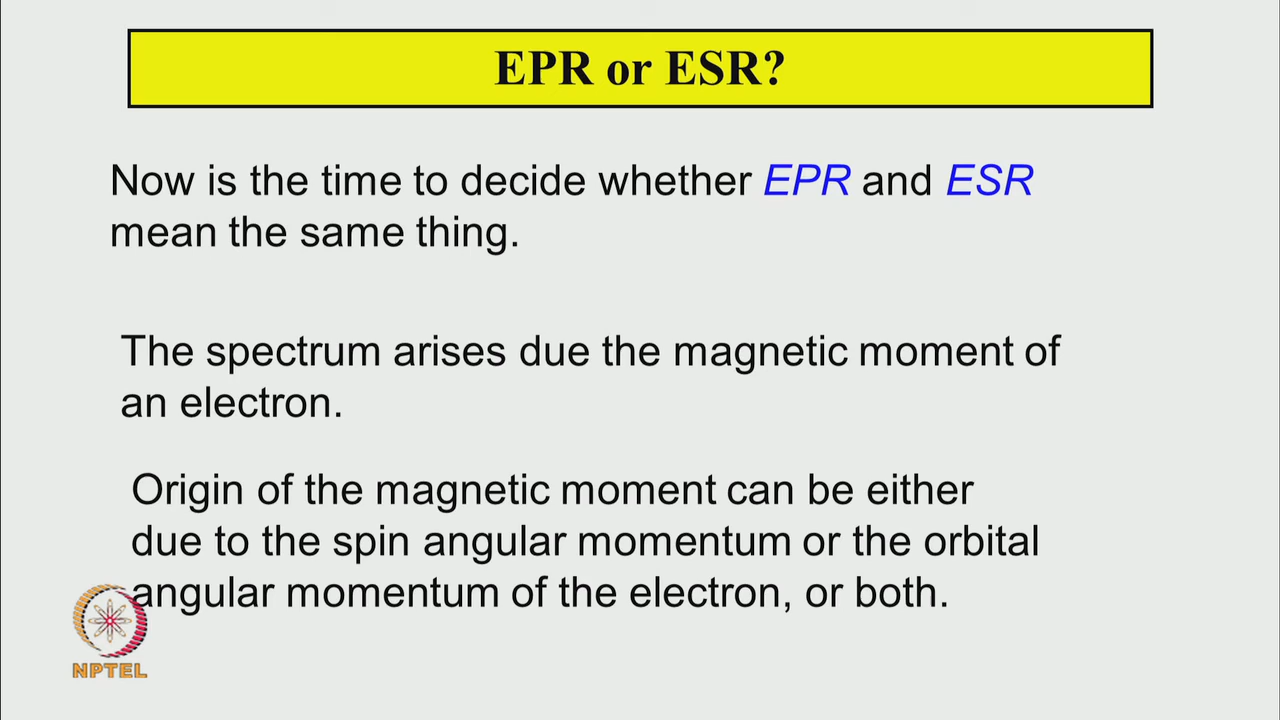 EPR or ESR?
Now is the time to decide whether EPR and ESR
mean the same thing.
The spectrum arises due the magnetic moment of
an electron.
Origin of the magnetic moment can be either
due to the spin angular momentum or the orbital
angular momentum of the electron, or both.
NPTEL